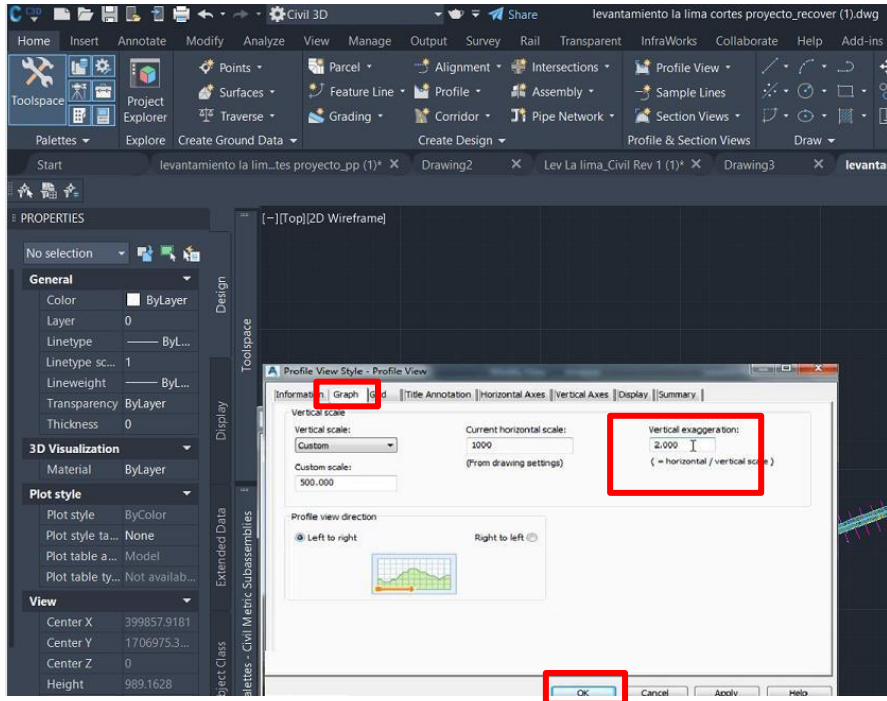 Civil 3D Share levantamiento la lima cortes proyecto_recover (1).dwg
Home Insert Annotate Modify Analyze View Manage Output Survey Rail Transparent InfraWorks Collaborate Help Add-ins
Points Parcel Alignment Intersections Profile View
Surfaces Feature Line Profile Assembly Sample Lines
Toolspace Project Explorer Traverse Grading Corridor Pipe Network Section Views
Palettes Explore Create Ground Data Create Design Profile & Section Views Draw
Start levantamiento la lim...tes proyecto_pp (1)* Drawing2 Lev La lima_Civil Rev 1 (1)* Drawing3 levanta
PROPERTIES [-][Top][2D Wireframe]
No selection
General
Color ByLayer
Layer 0
Linetype ByL...
Linetype sc... 1
Lineweight ByL...
Transparency ByLayer
Thickness 0
3D Visualization
Material ByLayer
Plot style
Plot style ByColor
Plot style ta... None
Plot table a... Model
Plot table ty... Not availab...
View
Center X 399857.9181
Center Y 1706975.3...
Center Z 0
Height 989.1628
Design
Display
Extended Data
Object Class
Toolspace
Palettes - Civil Metric Subassemblies
Profile View Style - Profile View
Information Graph Grid Title Annotation Horizontal Axes Vertical Axes Display Summary
Vertical scale
Vertical scale: Current horizontal scale: Vertical exaggeration:
Custom 1000 2.000
(From drawing settings) ( = horizontal / vertical scale )
Custom scale:
500.000
Profile view direction
Left to right Right to left
OK Cancel Apply Help